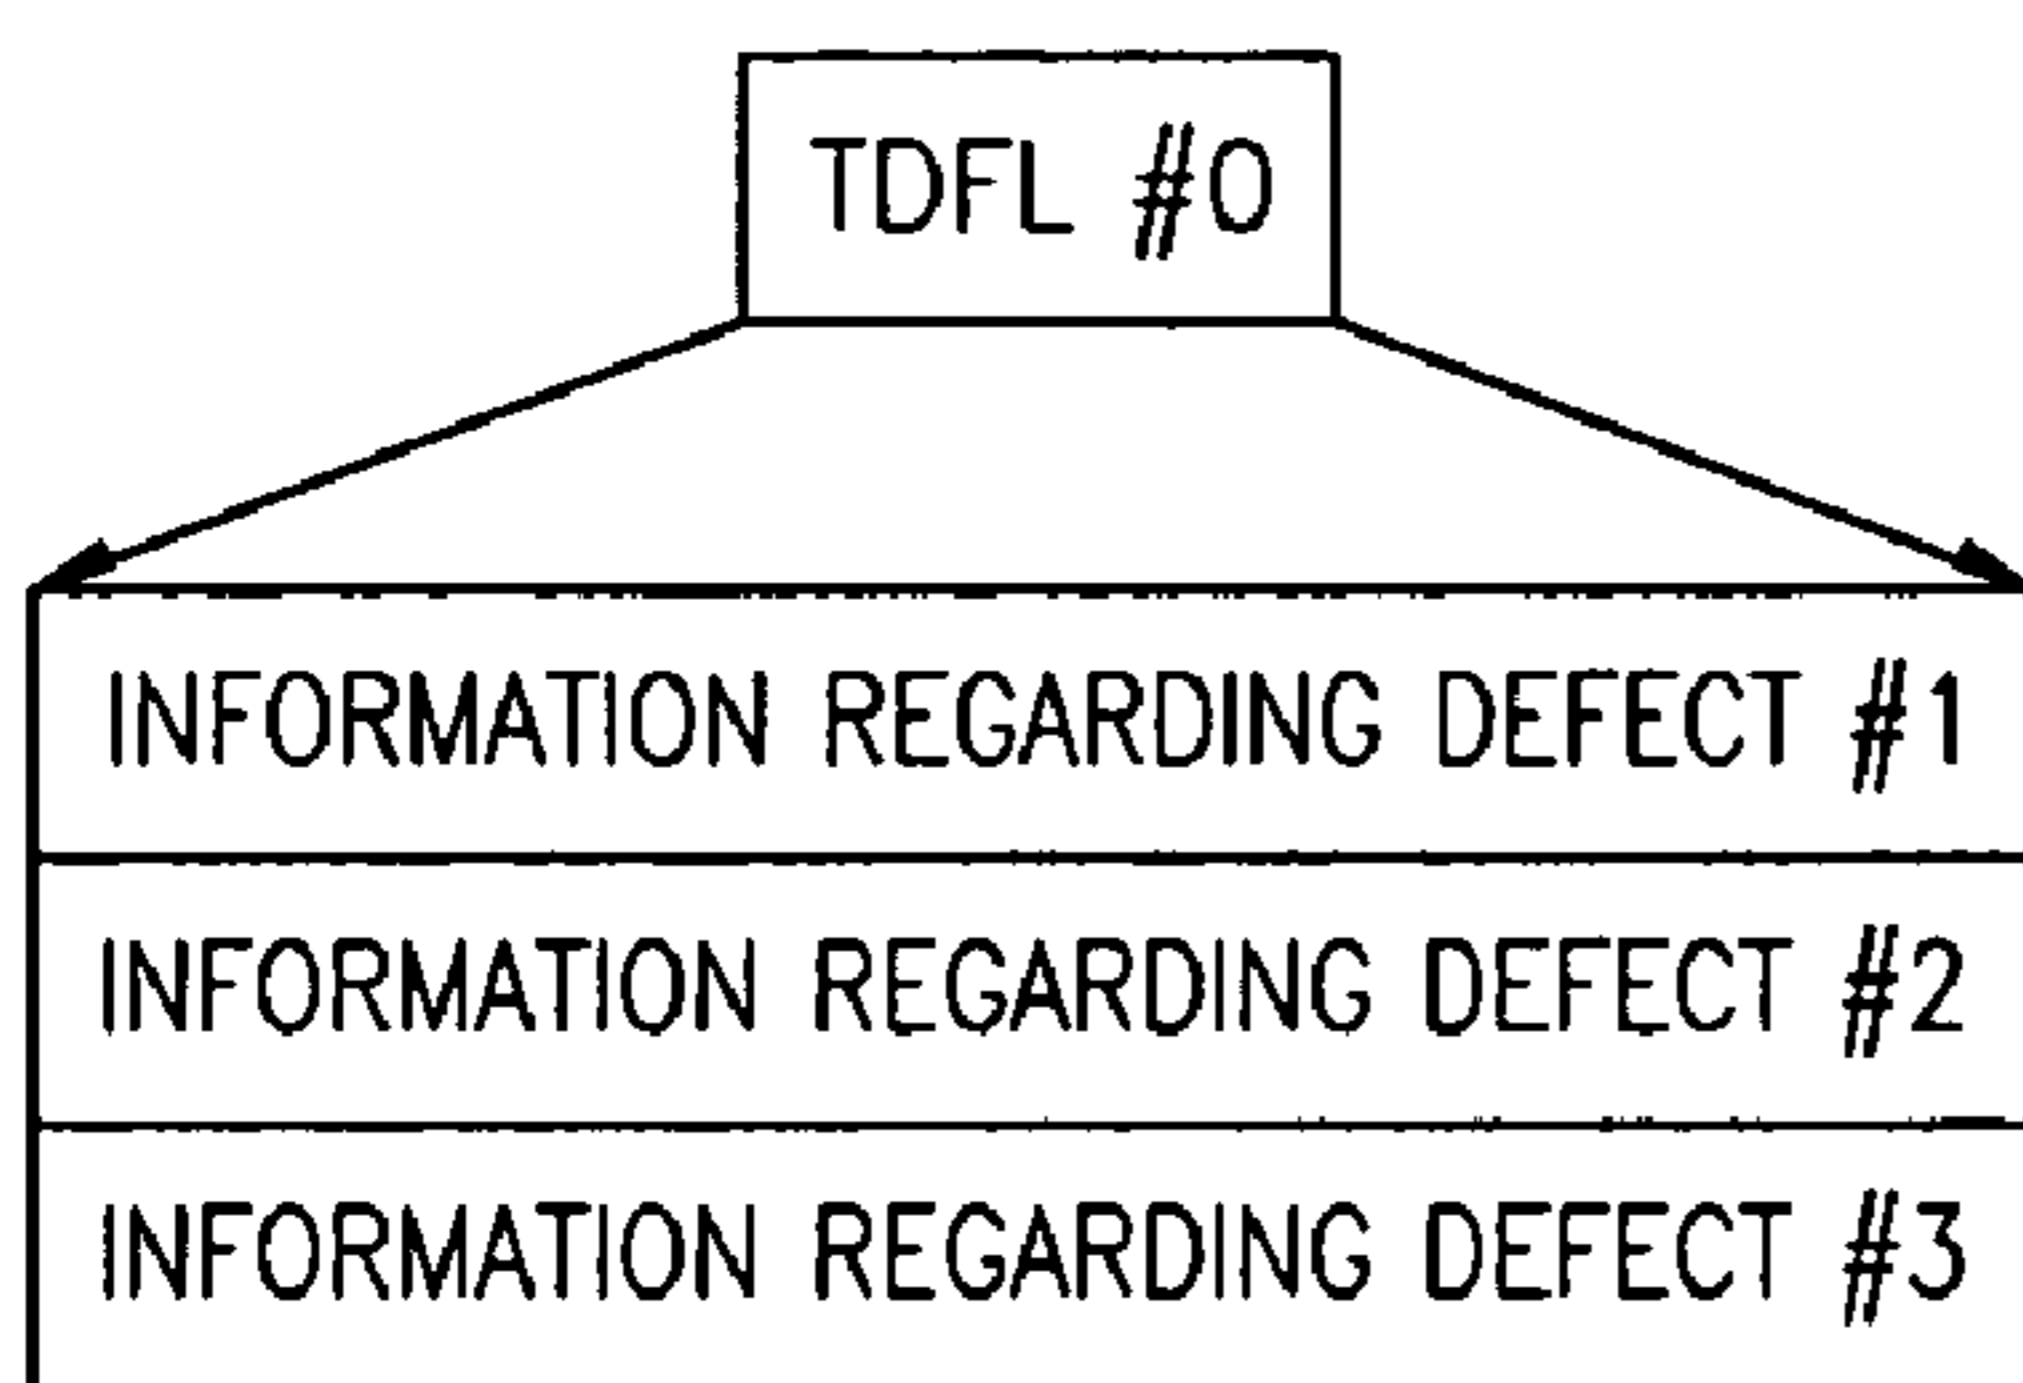 TDFL #0
INFORMATION REGARDING DEFECT #1
INFORMATION REGARDING DEFECT #2
INFORMATION REGARDING DEFECT #3